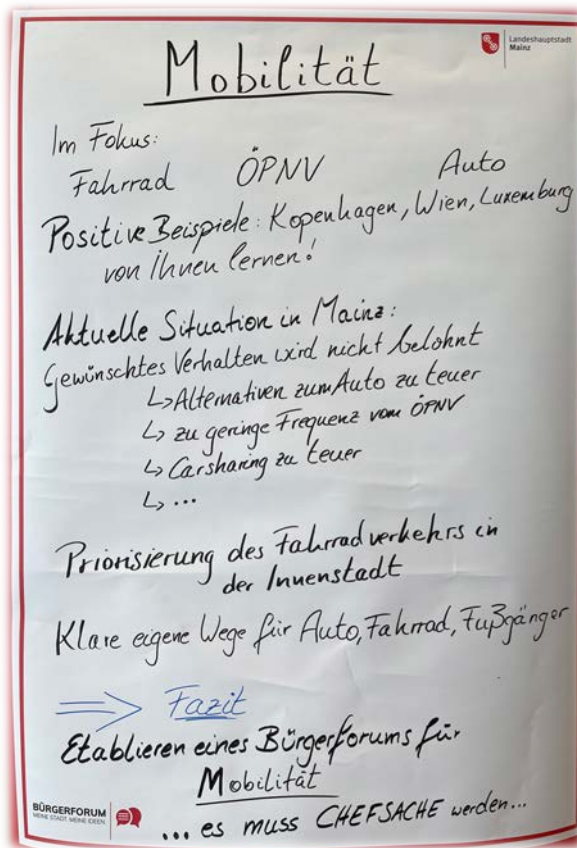 Landeshauptstadt
Mainz
Mobilität
Im Fokus:
Fahrrad ÖPNV Auto
Positive Beispiele: Kopenhagen, Wien, Luxemburg
von Ihnen lernen!
Aktuelle Situation in Mainz:
Gewünschtes Verhalten wird nicht belohnt
↳ Alternativen zum Auto zu teuer
↳ zu geringe Frequenz vom ÖPNV
↳ Carsharing zu teuer
↳ ...
Priorisierung des Fahrradverkehrs in
der Innenstadt
Klare eigene Wege für Auto, Fahrrad, Fußgänger
⇒ Fazit
Etablieren eines Bürgerforums für
Mobilität
... es muss CHEFSACHE werden...
BÜRGERFORUM
MEINE STADT. MEINE IDEEN.